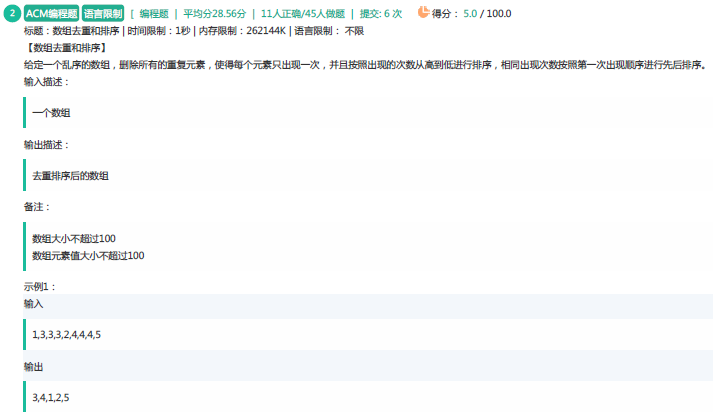 2 ACM编程题 语言限制 [ 编程题 | 平均分28.56分 | 11人正确/45人做题 | 提交: 6 次 得分： 5.0 / 100.0
标题：数组去重和排序 | 时间限制：1秒 | 内存限制：262144K | 语言限制： 不限
【数组去重和排序】
给定一个乱序的数组，删除所有的重复元素，使得每个元素只出现一次，并且按照出现的次数从高到低进行排序，相同出现次数按照第一次出现顺序进行先后排序。
输入描述：
一个数组
输出描述：
去重排序后的数组
备注：
数组大小不超过100
数组元素值大小不超过100
示例1：
输入
1,3,3,3,2,4,4,4,5
输出
3,4,1,2,5